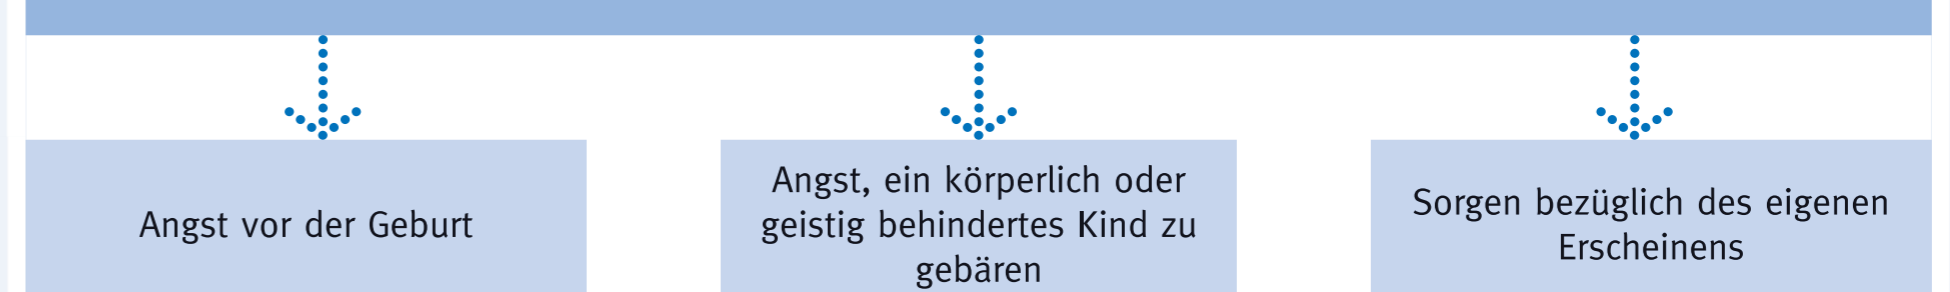 Angst vor der Geburt
Angst, ein körperlich oder
geistig behindertes Kind zu
gebären
Sorgen bezüglich des eigenen
Erscheinens